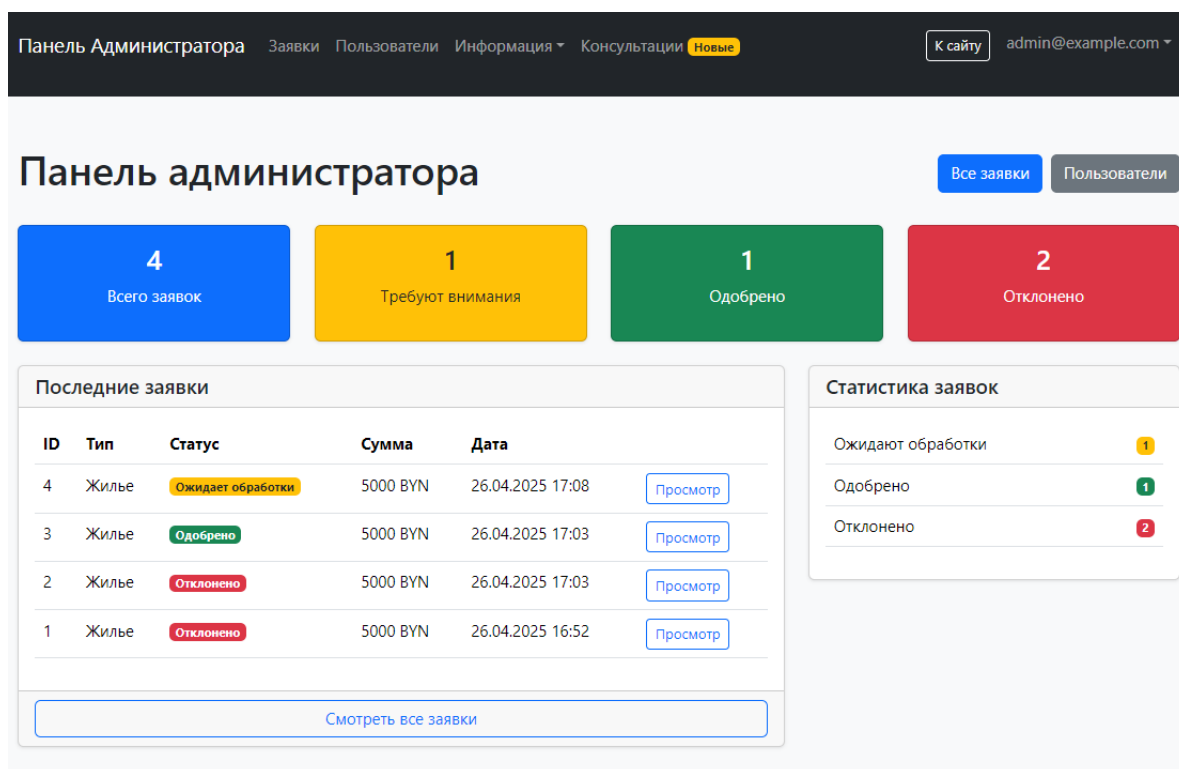 Панель Администратора Заявки Пользователи Информация Консультации Новые К сайту admin@example.com
Панель администратора Все заявки Пользователи
4 1 1 2
Всего заявок Требуют внимания Одобрено Отклонено
Последние заявки
ID Тип Статус Сумма Дата
4 Жилье Ожидает обработки 5000 BYN 26.04.2025 17:08 Просмотр
3 Жилье Одобрено 5000 BYN 26.04.2025 17:03 Просмотр
2 Жилье Отклонено 5000 BYN 26.04.2025 17:03 Просмотр
1 Жилье Отклонено 5000 BYN 26.04.2025 16:52 Просмотр
Смотреть все заявки
Статистика заявок
Ожидают обработки 1
Одобрено 1
Отклонено 2